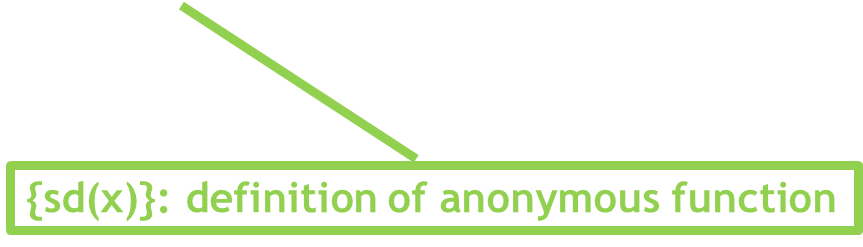 {sd(x)}: definition of anonymous function